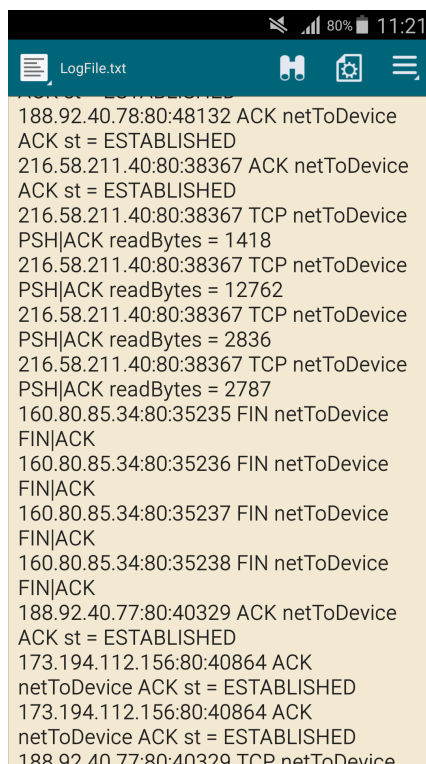 80% 11:21
LogFile.txt
ACK st = ESTABLISHED
188.92.40.78:80:48132 ACK netToDevice
ACK st = ESTABLISHED
216.58.211.40:80:38367 ACK netToDevice
ACK st = ESTABLISHED
216.58.211.40:80:38367 TCP netToDevice
PSH|ACK readBytes = 1418
216.58.211.40:80:38367 TCP netToDevice
PSH|ACK readBytes = 12762
216.58.211.40:80:38367 TCP netToDevice
PSH|ACK readBytes = 2836
216.58.211.40:80:38367 TCP netToDevice
PSH|ACK readBytes = 2787
160.80.85.34:80:35235 FIN netToDevice
FIN|ACK
160.80.85.34:80:35236 FIN netToDevice
FIN|ACK
160.80.85.34:80:35237 FIN netToDevice
FIN|ACK
160.80.85.34:80:35238 FIN netToDevice
FIN|ACK
188.92.40.77:80:40329 ACK netToDevice
ACK st = ESTABLISHED
173.194.112.156:80:40864 ACK
netToDevice ACK st = ESTABLISHED
173.194.112.156:80:40864 ACK
netToDevice ACK st = ESTABLISHED
188.92.40.77:80:40329 TCP netToDevice